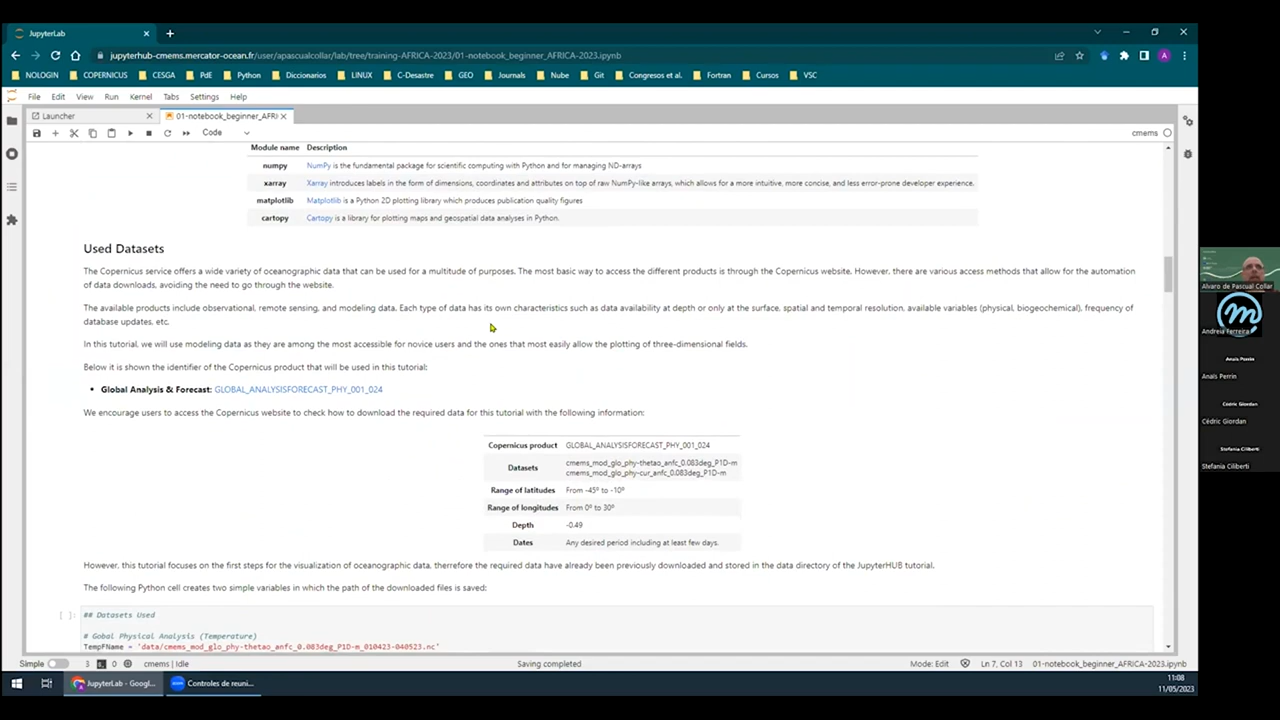 JupyterLab
jupyterhub-cmems.mercator-ocean.fr/user/apascualcollar/lab/tree/training-AFRICA-2023/01-notebook_beginner_AFRICA-2023.ipynb
NOLOGIN COPERNICUS CESGA PdE Python Diccionarios LINUX C-Desastre GEO Journals Nube Git Congresos et al. Fortran Cursos VSC
File Edit View Run Kernel Tabs Settings Help
Launcher 01-notebook_beginner_AFRI
Code cmems
Module name Description
numpy NumPy is the fundamental package for scientific computing with Python and for managing ND-arrays
xarray Xarray introduces labels in the form of dimensions, coordinates and attributes on top of raw NumPy-like arrays, which allows for a more intuitive, more concise, and less error-prone developer experience.
matplotlib Matplotlib is a Python 2D plotting library which produces publication quality figures
cartopy Cartopy is a library for plotting maps and geospatial data analyses in Python.
Used Datasets
The Copernicus service offers a wide variety of oceanographic data that can be used for a multitude of purposes. The most basic way to access the different products is through the Copernicus website. However, there are various access methods that allow for the automation
of data downloads, avoiding the need to go through the website.
The available products include observational, remote sensing, and modeling data. Each type of data has its own characteristics such as data availability at depth or only at the surface, spatial and temporal resolution, available variables (physical, biogeochemical), frequency of
database updates, etc.
In this tutorial, we will use modeling data as they are among the most accessible for novice users and the ones that most easily allow the plotting of three-dimensional fields.
Below it is shown the identifier of the Copernicus product that will be used in this tutorial:
• Global Analysis & Forecast: GLOBAL_ANALYSISFORECAST_PHY_001_024
We encourage users to access the Copernicus website to check how to download the required data for this tutorial with the following information:
Copernicus product GLOBAL_ANALYSISFORECAST_PHY_001_024
Datasets cmems_mod_glo_phy-thetao_anfc_0.083deg_P1D-m
cmems_mod_glo_phy-cur_anfc_0.083deg_P1D-m
Range of latitudes From -45º to -10º
Range of longitudes From 0º to 30º
Depth -0.49
Dates Any desired period including at least few days.
However, this tutorial focuses on the first steps for the visualization of oceanographic data, therrefore the required data have already been previously downloaded and stored in the data directory of the JupyterHUB tutorial.
The following Python cell creates two simple variables in which the path of the downloaded files is saved:
[ ]: ## Datasets Used
# Gobal Physical Analysis (Temperature)
TempFName = 'data/cmems_mod_glo_phy-thetao_anfc_0.083deg_P1D-m_010423-040523.nc'
Simple 3 0 cmems | Idle Saving completed Mode: Edit Ln 7, Col 13 01-notebook_beginner_AFRICA-2023.ipynb
JupyterLab - Googl... Controles de reuni...
11:08
11/05/2023
A
Alvaro de Pascual Collar
Andreia Ferreira
Anaïs Perrin
Anaïs Perrin
Cédric Giordan
Cédric Giordan
Stefania Ciliberti
Stefania Ciliberti